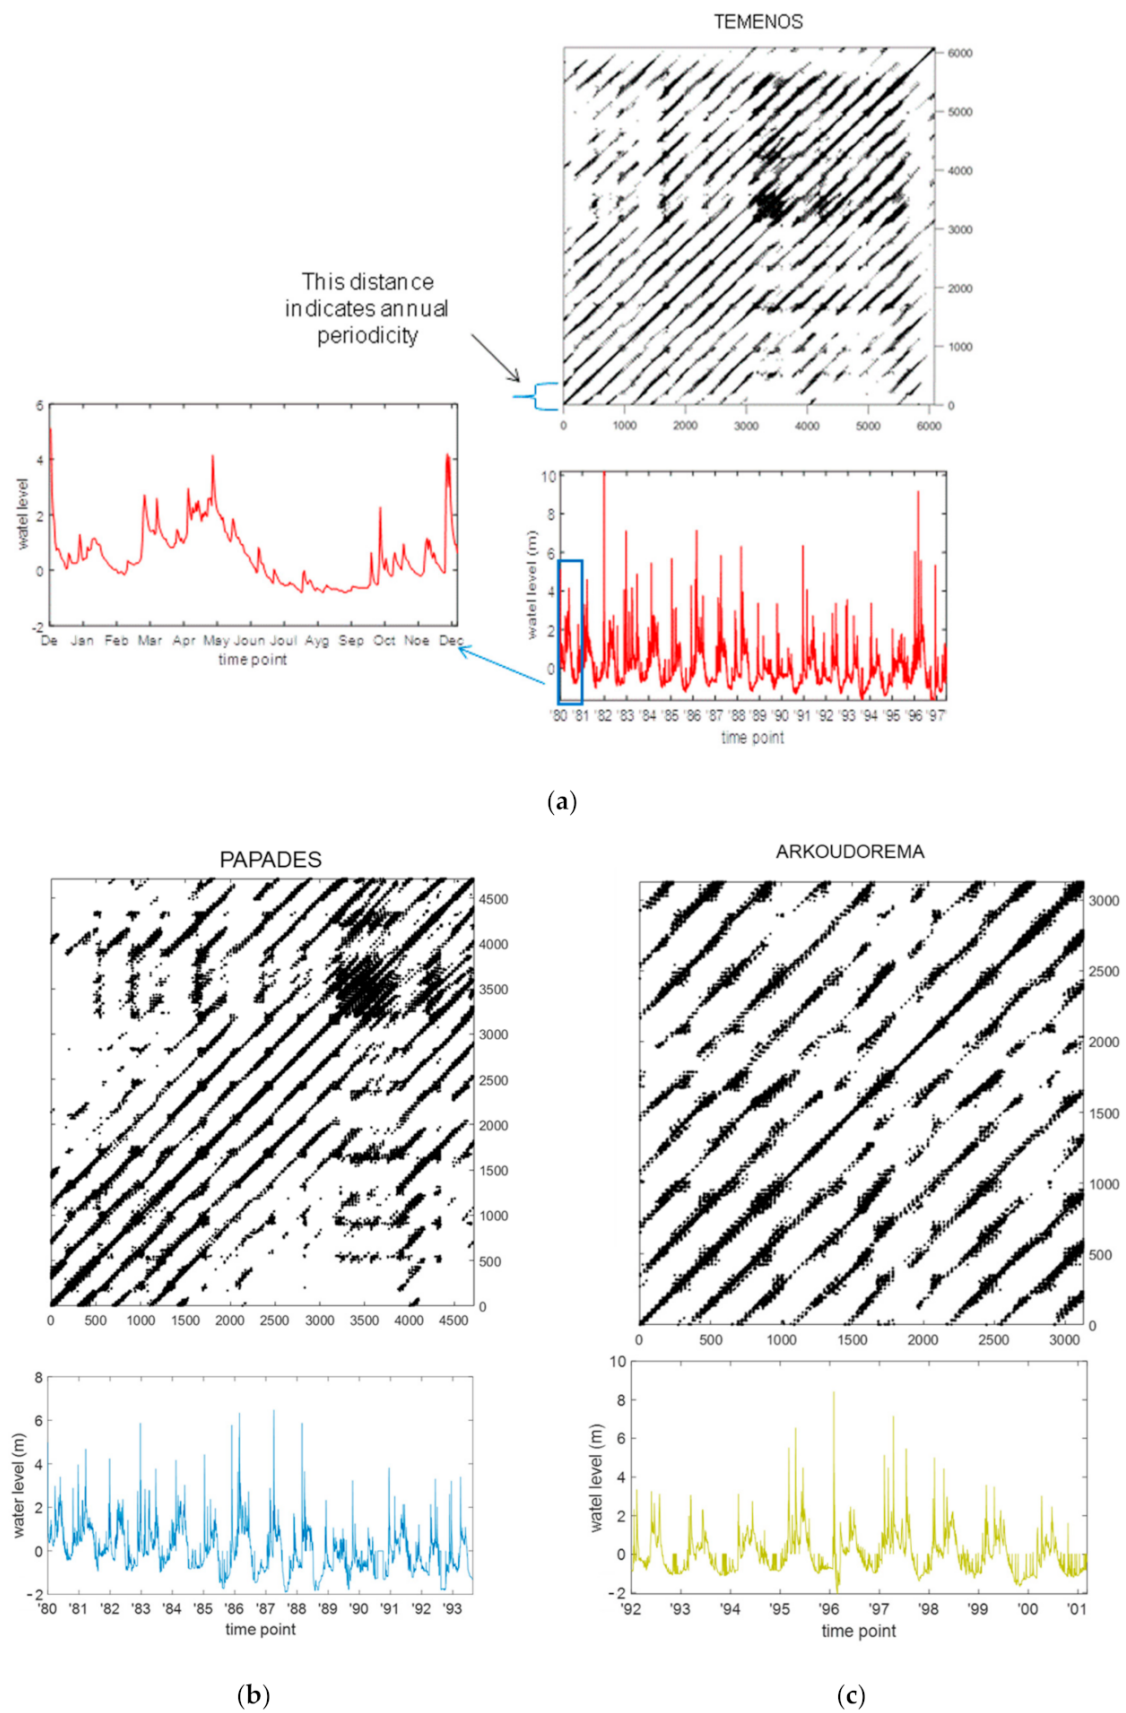 TEMENOS
6000
5000
4000
3000
2000
1000
0
0 1000 2000 3000 4000 5000 6000
This distance
indicates annual
periodicity
6
4
2
0
-2
watel level
De Jan Feb Mar Apr May Joun Joul Ayg Sep Oct Noe Dec
time point
10
8
6
4
2
0
watel level (m)
'80 '81 '82 '83 '84 '85 '86 '87 '88 '89 '90 '91 '92 '93 '94 '95 '96 '97
time point
(a)
PAPADES
4500
4000
3500
3000
2500
2000
1500
1000
500
0
0 500 1000 1500 2000 2500 3000 3500 4000 4500
8
6
4
2
0
-2
water level (m)
'80 '81 '82 '83 '84 '85 '86 '87 '88 '89 '90 '91 '92 '93
time point
(b)
ARKOUDOREMA
3000
2500
2000
1500
1000
500
0
0 500 1000 1500 2000 2500 3000
10
8
6
4
2
0
-2
watel level (m)
'92 '93 '94 '95 '96 '97 '98 '99 '00 '01
time point
(c)